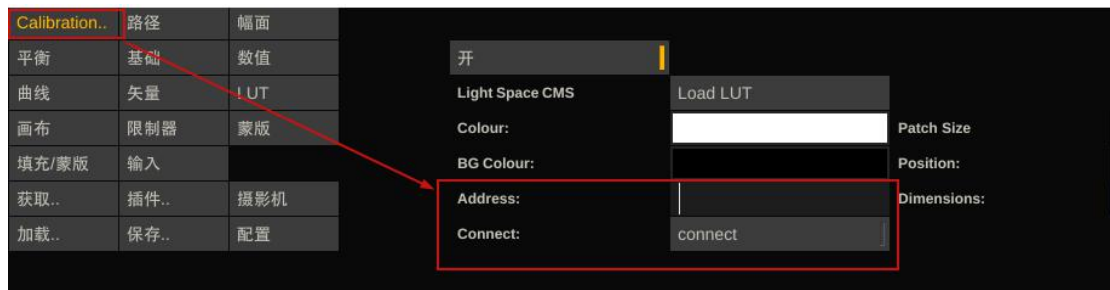 Calibration.. 路径 幅面
平衡 基础 数值 开
曲线 矢量 LUT Light Space CMS Load LUT
画布 限制器 蒙版 Colour: Patch Size
填充/蒙版 输入 BG Colour: Position:
获取.. 插件.. 摄影机 Address: Dimensions:
加载.. 保存.. 配置 Connect: connect